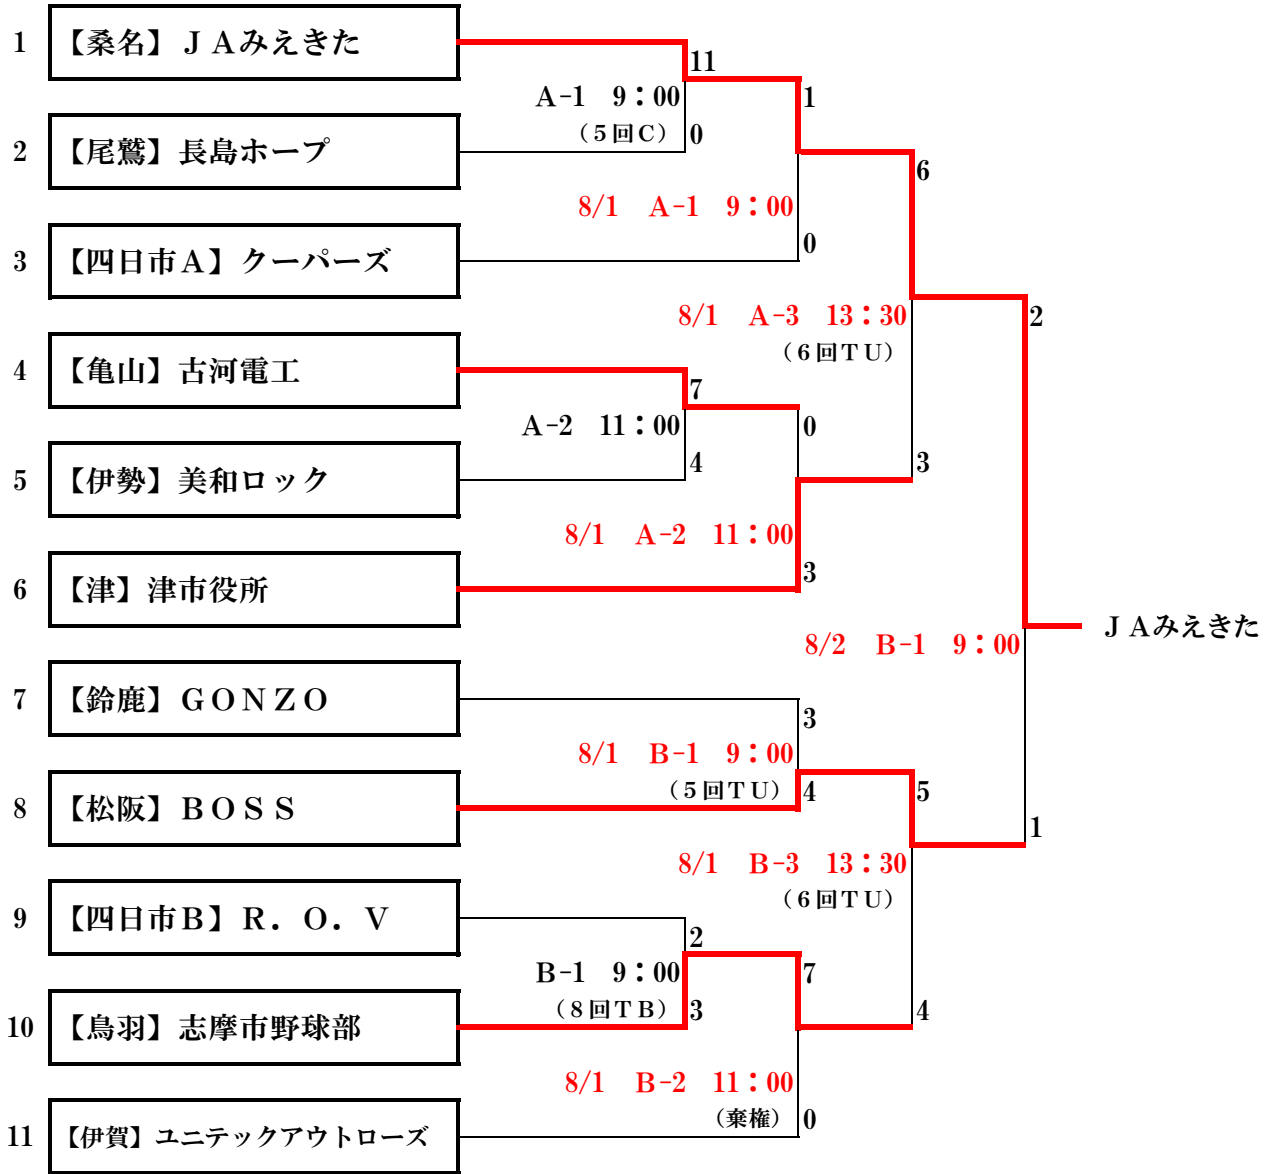 1 【桑名】ＪＡみえきた
11
A-1 9：00
1
（５回Ｃ） 0
2 【尾鷲】長島ホープ
6
8/1 A-1 9：00
0
3 【四日市Ａ】クーパーズ
8/1 A-3 13：30
2
（６回ＴＵ）
4 【亀山】古河電工
7
A-2 11：00
0
4
3
5 【伊勢】美和ロック
8/1 A-2 11：00
3
6 【津】津市役所
ＪＡみえきた
8/2 B-1 9：00
7 【鈴鹿】ＧＯＮＺＯ
3
8/1 B-1 9：00
（５回ＴＵ） 4
5
8 【松阪】ＢＯＳＳ
1
8/1 B-3 13：30
（６回ＴＵ）
9 【四日市Ｂ】Ｒ．Ｏ．Ｖ
2
B-1 9：00
7
（８回ＴＢ） 3
4
10 【鳥羽】志摩市野球部
8/1 B-2 11：00
（棄権） 0
11 【伊賀】ユニテックアウトローズ